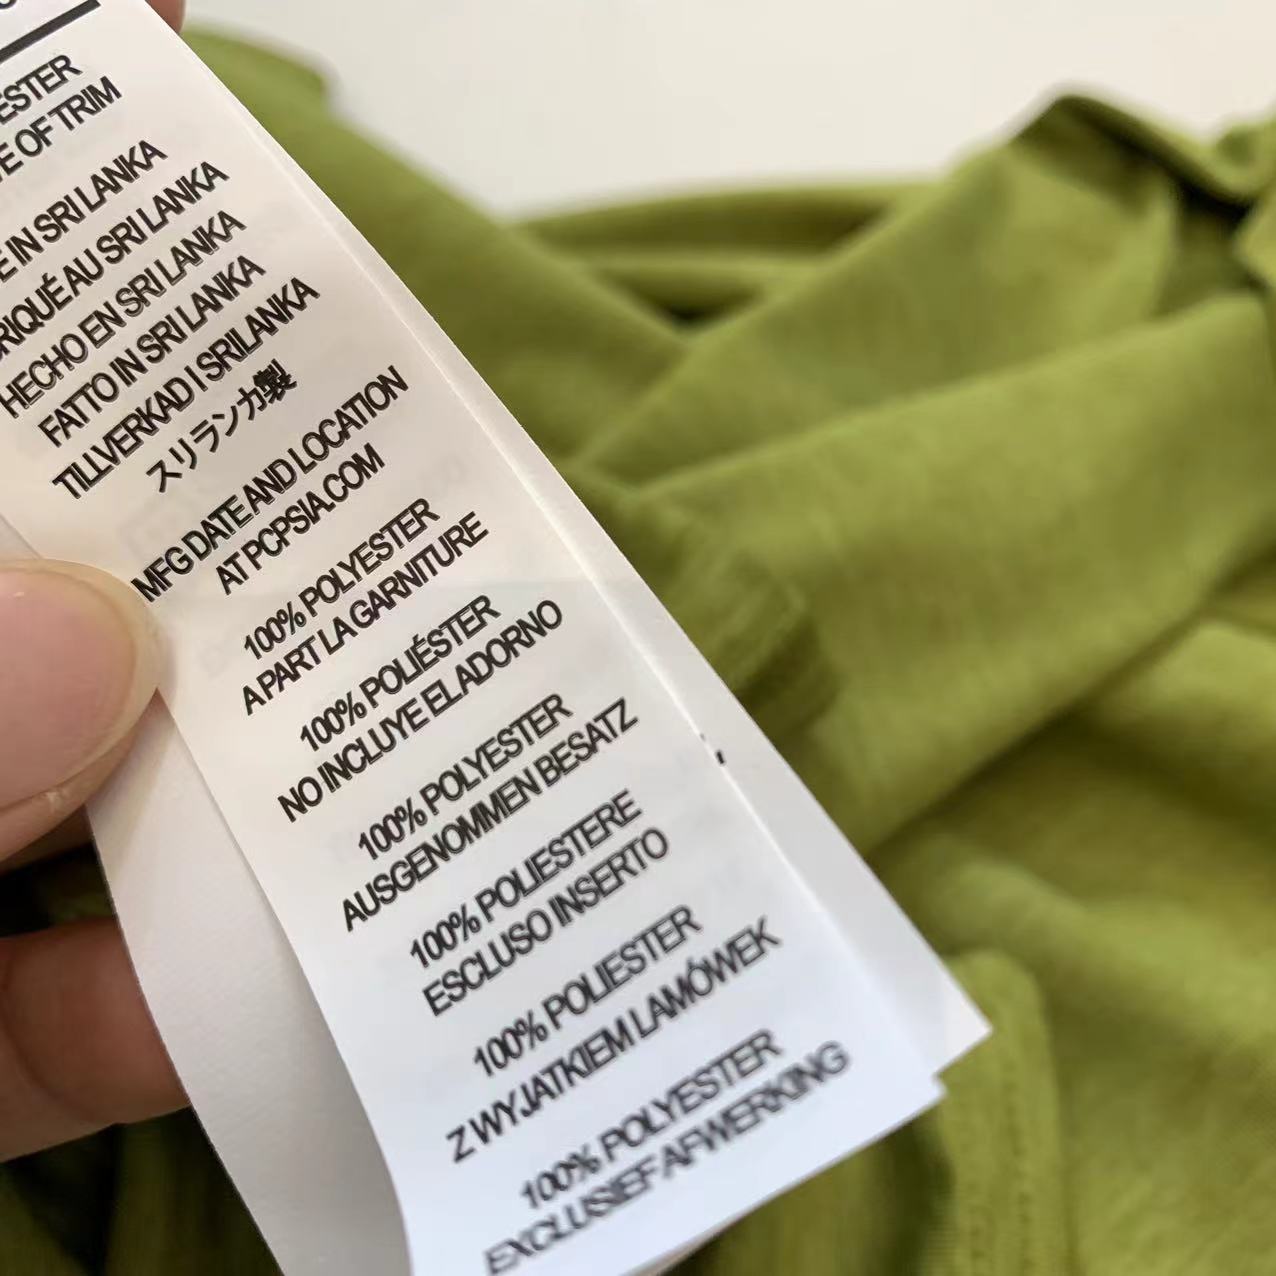 OF TRIM
IN SRI LANKA
AU SRI LANKA
HECHO EN SRI LANKA
FATTO IN SRI LANKA
TILLVERKAD I SRILANKA
スリランカ製
MFG DATE AND LOCATION
AT PCPSIA.COM
100% POLYESTER
A PART LA GARNITURE
100% POLIÉSTER
NO INCLUYE EL ADORNO
100% POLYESTER
AUSGENOMMEN BESATZ
100% POLIESTERE
ESCLUSO INSERTO
100% POLIESTER
Z WYJATKIEM LAMÓWEK
100% POLYESTER
EXCLUSIEF AFWERKING